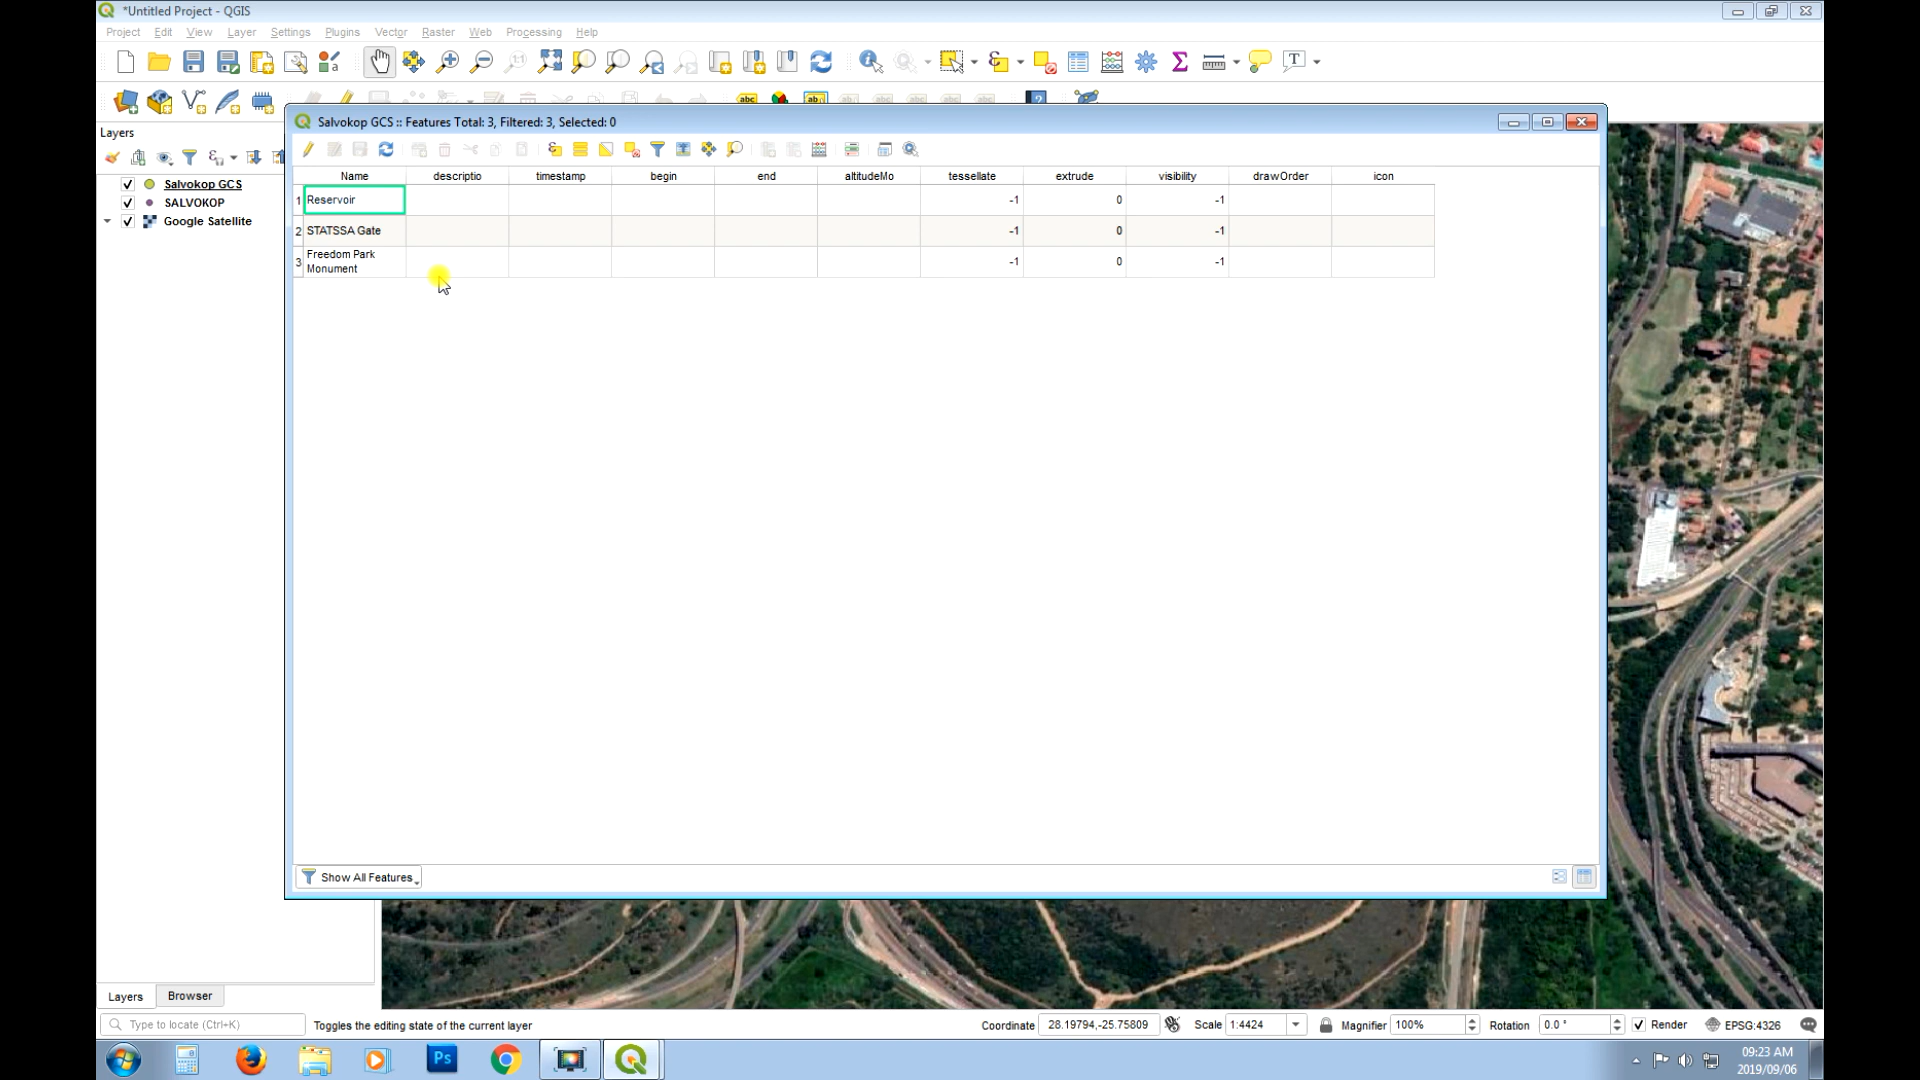 *Untitled Project - QGIS
Project Edit View Layer Settings Plugins Vector Raster Web Processing Help
Layers
Salvokop GCS
SALVOKOP
Google Satellite
Salvokop GCS :: Features Total: 3, Filtered: 3, Selected: 0
Name descriptio timestamp begin end altitudeMo tessellate extrude visibility drawOrder icon
1 Reservoir -1 0 -1
2 STATSSA Gate -1 0 -1
3 Freedom Park Monument -1 0 -1
Show All Features
Layers Browser
Type to locate (Ctrl+K) Toggles the editing state of the current layer Coordinate 28.19794,-25.75809 Scale 1:4424 Magnifier 100% Rotation 0.0 ° Render EPSG:4326
Ps
09:23 AM
2019/09/06